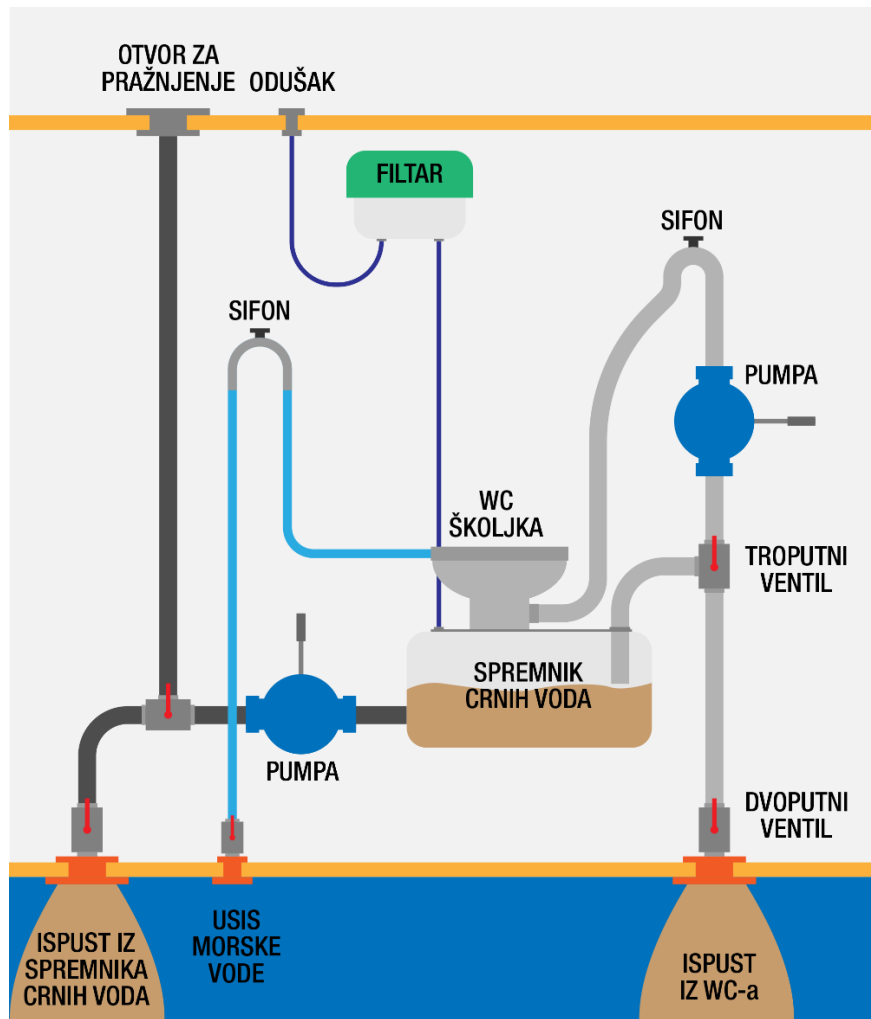 OTVOR ZA
PRAŽNJENJE
ODUŠAK
FILTAR
SIFON
SIFON
PUMPA
WC
ŠKOLJKA
TROPUTNI
VENTIL
SPREMNIK
CRNIH VODA
PUMPA
DVOPUTNI
VENTIL
ISPUST IZ
SPREMNIKA
CRNIH VODA
USIS
MORSKE
VODE
ISPUST
IZ WC-a